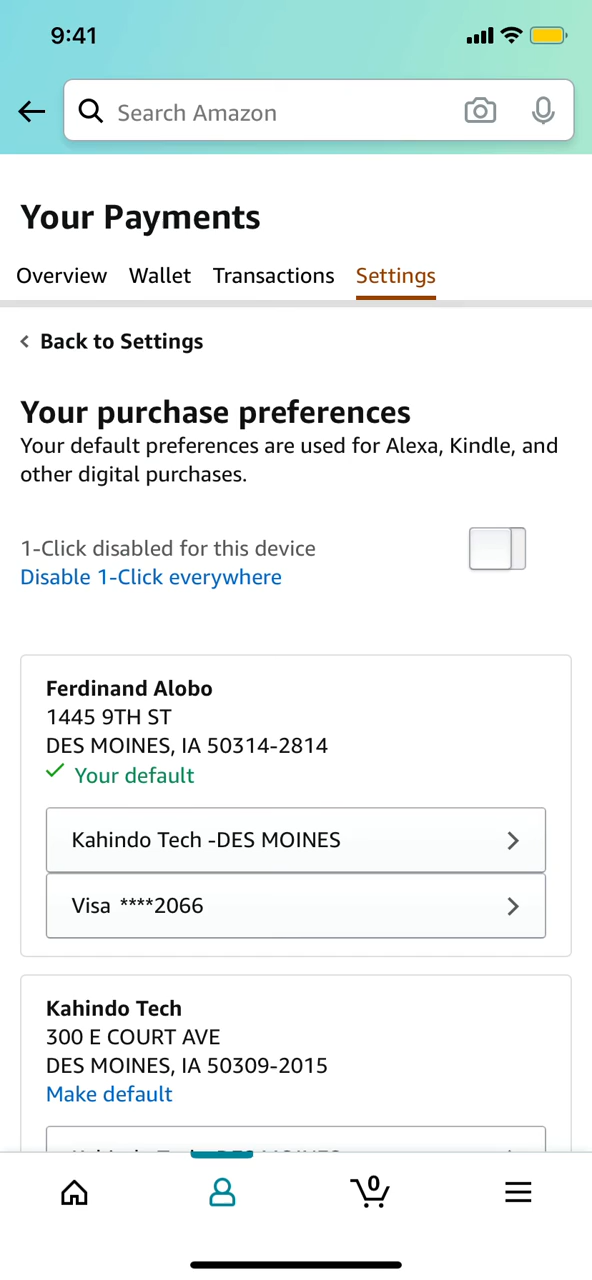 9:41
Search Amazon
Your Payments
Overview Wallet Transactions Settings
Back to Settings
Your purchase preferences
Your default preferences are used for Alexa, Kindle, and
other digital purchases.
1-Click disabled for this device
Disable 1-Click everywhere
Ferdinand Alobo
1445 9TH ST
DES MOINES, IA 50314-2814
Your default
Kahindo Tech -DES MOINES
Visa ****2066
Kahindo Tech
300 E COURT AVE
DES MOINES, IA 50309-2015
Make default
0